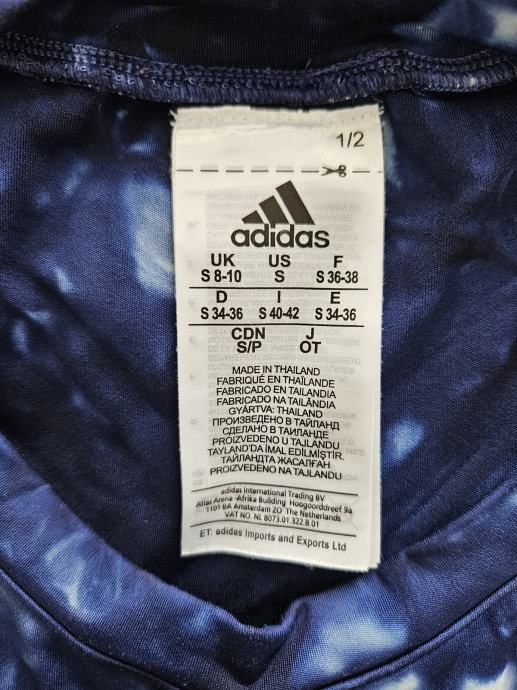 1/2
adidas
UK US F
S 8-10 S S 36-38
D I E
S 34-36 S 40-42 S 34-36
CDN J
S/P OT
MADE IN THAILAND
FABRIQUÉ EN THAÏLANDE
FABRICADO EN TAILANDIA
FABRICADO NA TAILÂNDIA
GYÁRTVA: THAILAND
ПРОИЗВЕДЕНО В ТАЙЛАНД
СДЕЛАНО В ТАИЛАНДЕ
PROIZVEDENO U TAJLANDU
TAYLAND'DA İMAL EDİLMİŞTİR.
ТАЙЛАНДТА ЖАСАЛҒАН
PROIZVEDENO NA TAJLANDU
adidas International Trading BV
Atlas Arena -Afrika Building Hoogoorddreef 9a
1101 BA Amsterdam ZO The Netherlands
VAT NO. NL 8073.01.322.B.01
ET: adidas Imports and Exports Ltd